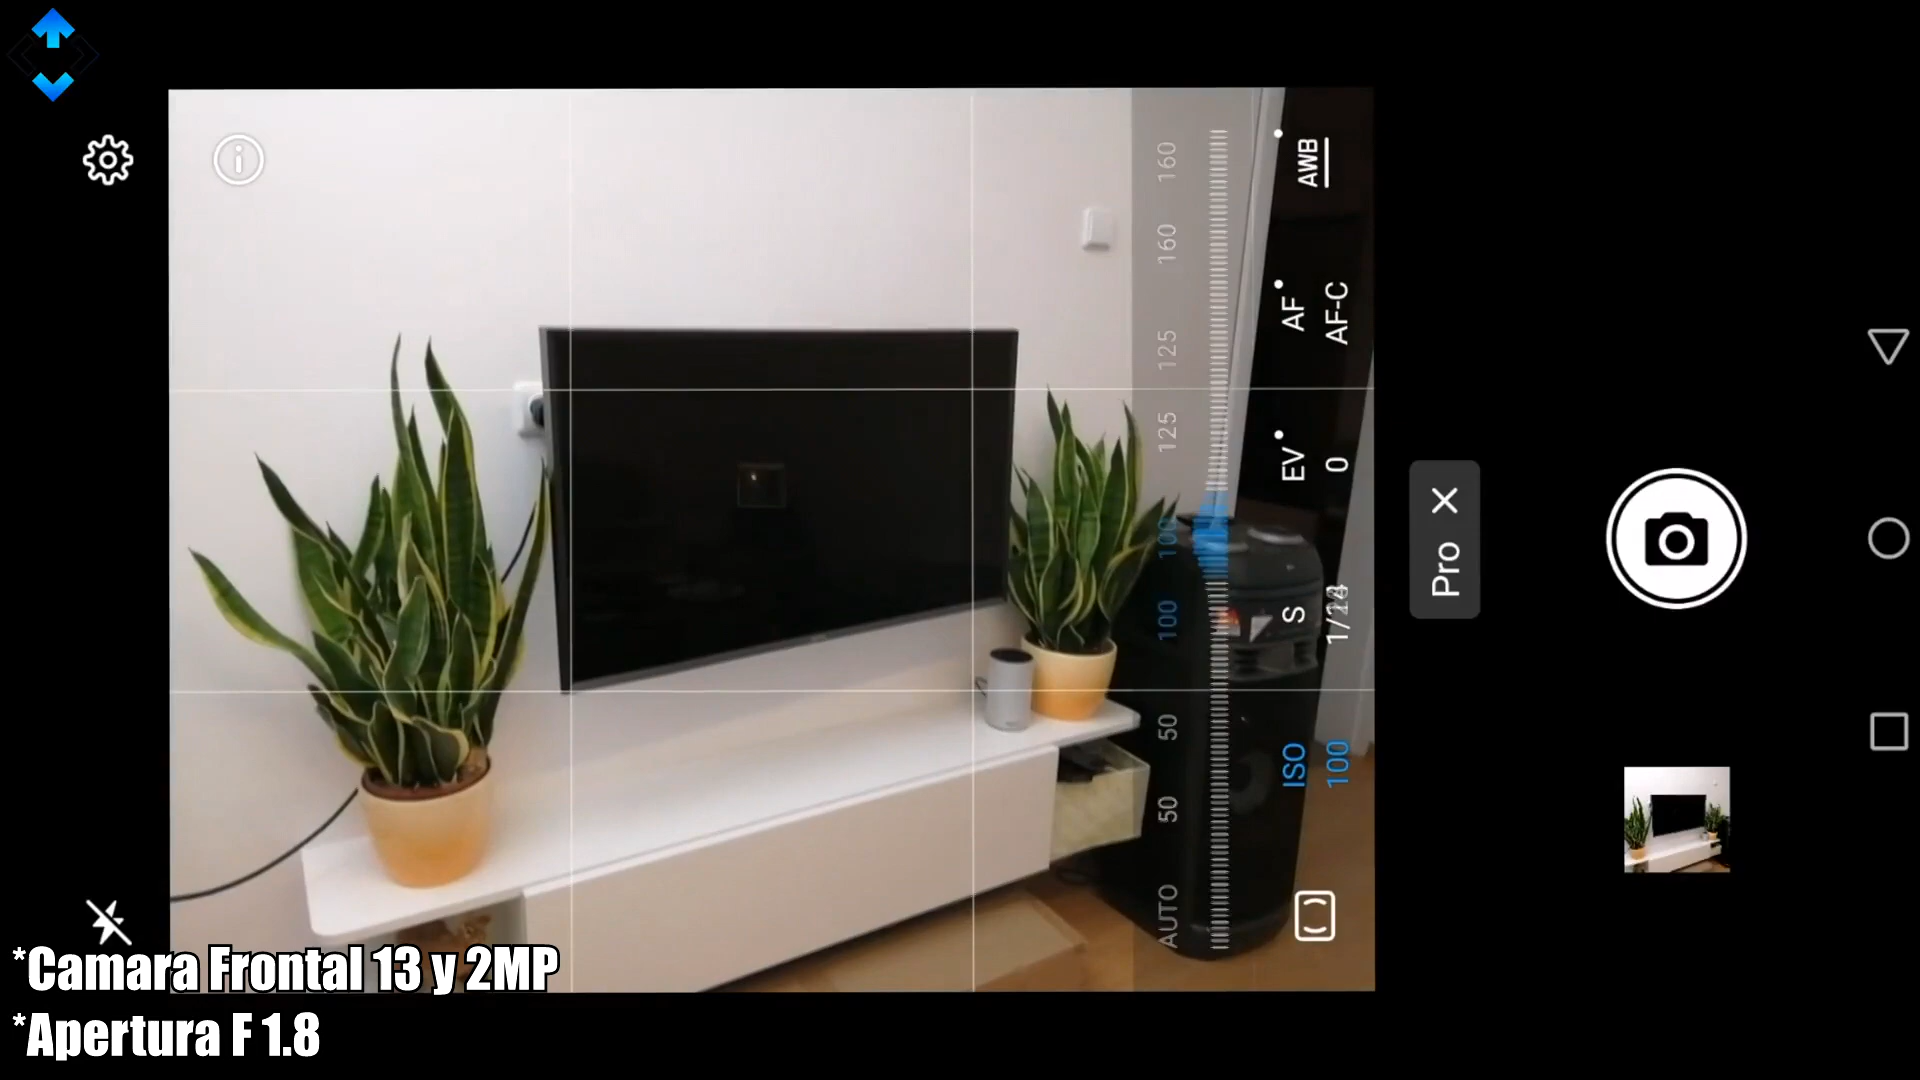 AWB
AF
AF-C
EV
0
S
ISO
100
160
160
125
125
100
100
50
50
AUTO
Pro
*Camara Frontal 13 y 2MP
*Apertura F 1.8